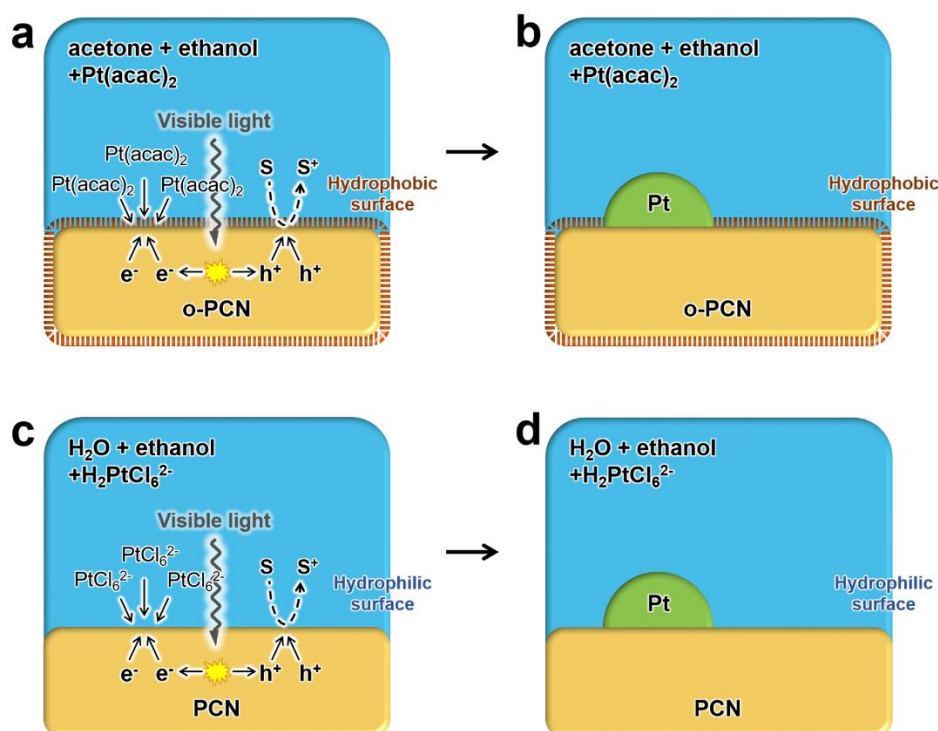 a
acetone + ethanol
+Pt(acac)₂
Visible light
Pt(acac)₂
Pt(acac)₂ Pt(acac)₂
S S⁺
Hydrophobic
surface
e⁻ e⁻ h⁺ h⁺
o-PCN
b
acetone + ethanol
+Pt(acac)₂
Hydrophobic
surface
Pt
o-PCN
c
H₂O + ethanol
+H₂PtCl₆²⁻
Visible light
PtCl₆²⁻
PtCl₆²⁻ PtCl₆²⁻
S S⁺
Hydrophilic
surface
e⁻ e⁻ h⁺ h⁺
PCN
d
H₂O + ethanol
+H₂PtCl₆²⁻
Hydrophilic
surface
Pt
PCN